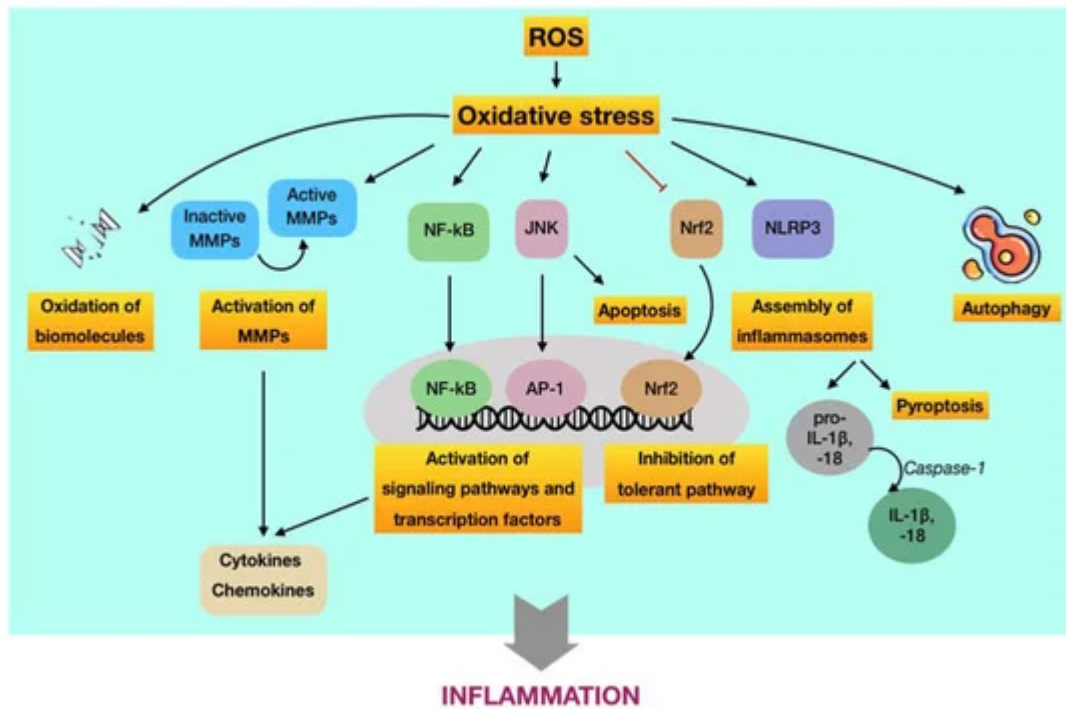 ROS
Oxidative stress
Inactive
MMPs
Active
MMPs
NF-kB
JNK
Nrf2
NLRP3
Oxidation of
biomolecules
Activation of
MMPs
Apoptosis
Assembly of
inflammasomes
Autophagy
NF-kB
AP-1
Nrf2
Pyroptosis
pro-
IL-1β,
-18
Caspase-1
IL-1β,
-18
Activation of
signaling pathways and
transcription factors
Inhibition of
tolerant pathway
Cytokines
Chemokines
INFLAMMATION